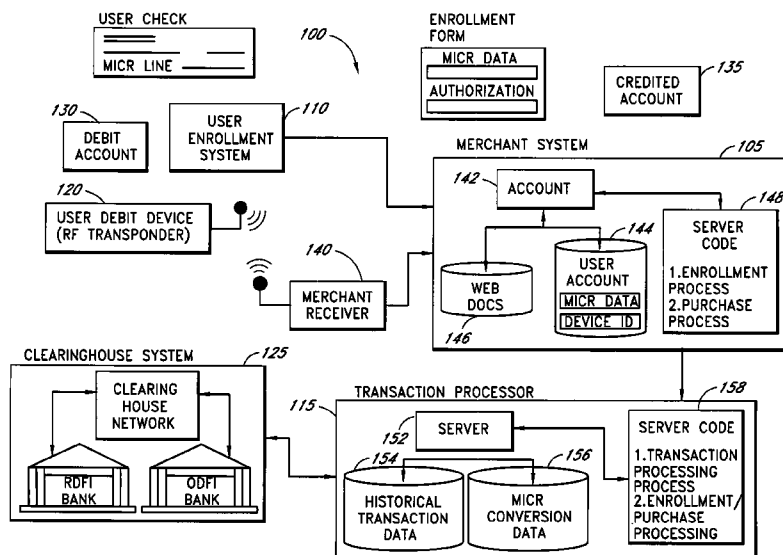 USER CHECK
MICR LINE
100
ENROLLMENT
FORM
MICR DATA
AUTHORIZATION
135
CREDITED
ACCOUNT
130
DEBIT
ACCOUNT
110
USER
ENROLLMENT
SYSTEM
MERCHANT SYSTEM
105
120
USER DEBIT DEVICE
(RF TRANSPONDER)
142
ACCOUNT
148
SERVER
CODE
1.ENROLLMENT
PROCESS
2.PURCHASE
PROCESS
144
USER
ACCOUNT
MICR DATA
DEVICE ID
WEB
DOCS
146
140
MERCHANT
RECEIVER
CLEARINGHOUSE SYSTEM
125
CLEARING
HOUSE
NETWORK
RDFI
BANK
ODFI
BANK
TRANSACTION PROCESSOR
115
152
SERVER
158
SERVER CODE
1.TRANSACTION
PROCESSING
PROCESS
2.ENROLLMENT/
PURCHASE
PROCESSING
154
HISTORICAL
TRANSACTION
DATA
156
MICR
CONVERSION
DATA